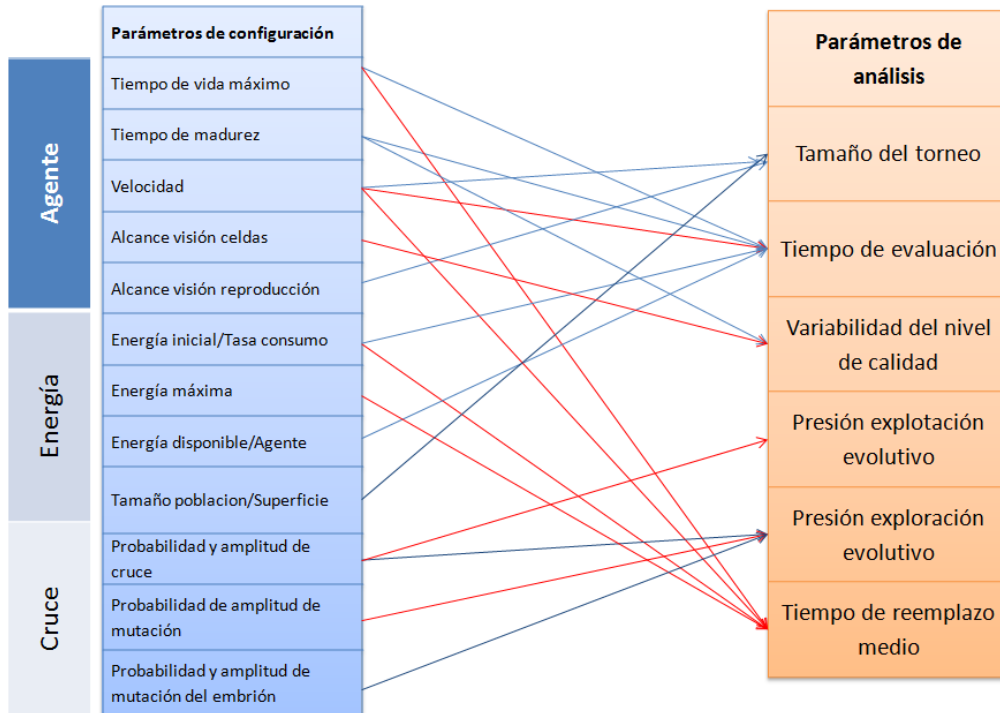 Parámetros de configuración
Agente
Tiempo de vida máximo
Tiempo de madurez
Velocidad
Alcance visión celdas
Alcance visión reproducción
Energía
Energía inicial/Tasa consumo
Energía máxima
Energía disponible/Agente
Tamaño poblacion/Superficie
Cruce
Probabilidad y amplitud de
cruce
Probabilidad de amplitud de
mutación
Probabilidad y amplitud de
mutación del embrión
Parámetros de
análisis
Tamaño del torneo
Tiempo de evaluación
Variabilidad del nivel
de calidad
Presión explotación
evolutivo
Presión exploración
evolutivo
Tiempo de reemplazo
medio